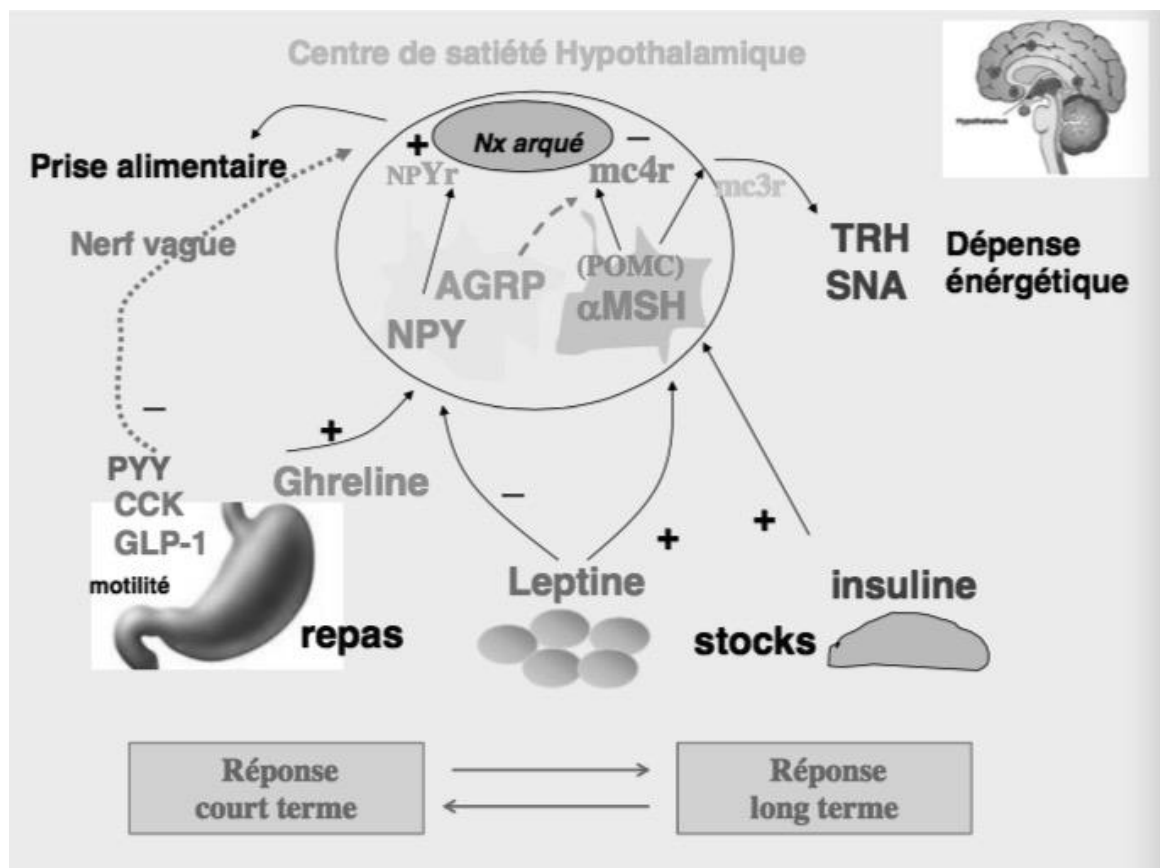 Centre de satiété Hypothalamique
Hypothalamus
Nx arqué
+
–
Prise alimentaire
NPYr
mc4r
mc3r
Nerf vague
TRH
SNA
Dépense
énérgétique
(POMC)
AGRP
αMSH
NPY
–
+
PYY
CCK
GLP-1
motilité
Ghreline
–
+
+
Leptine
insuline
repas
stocks
Réponse
court terme
Réponse
long terme